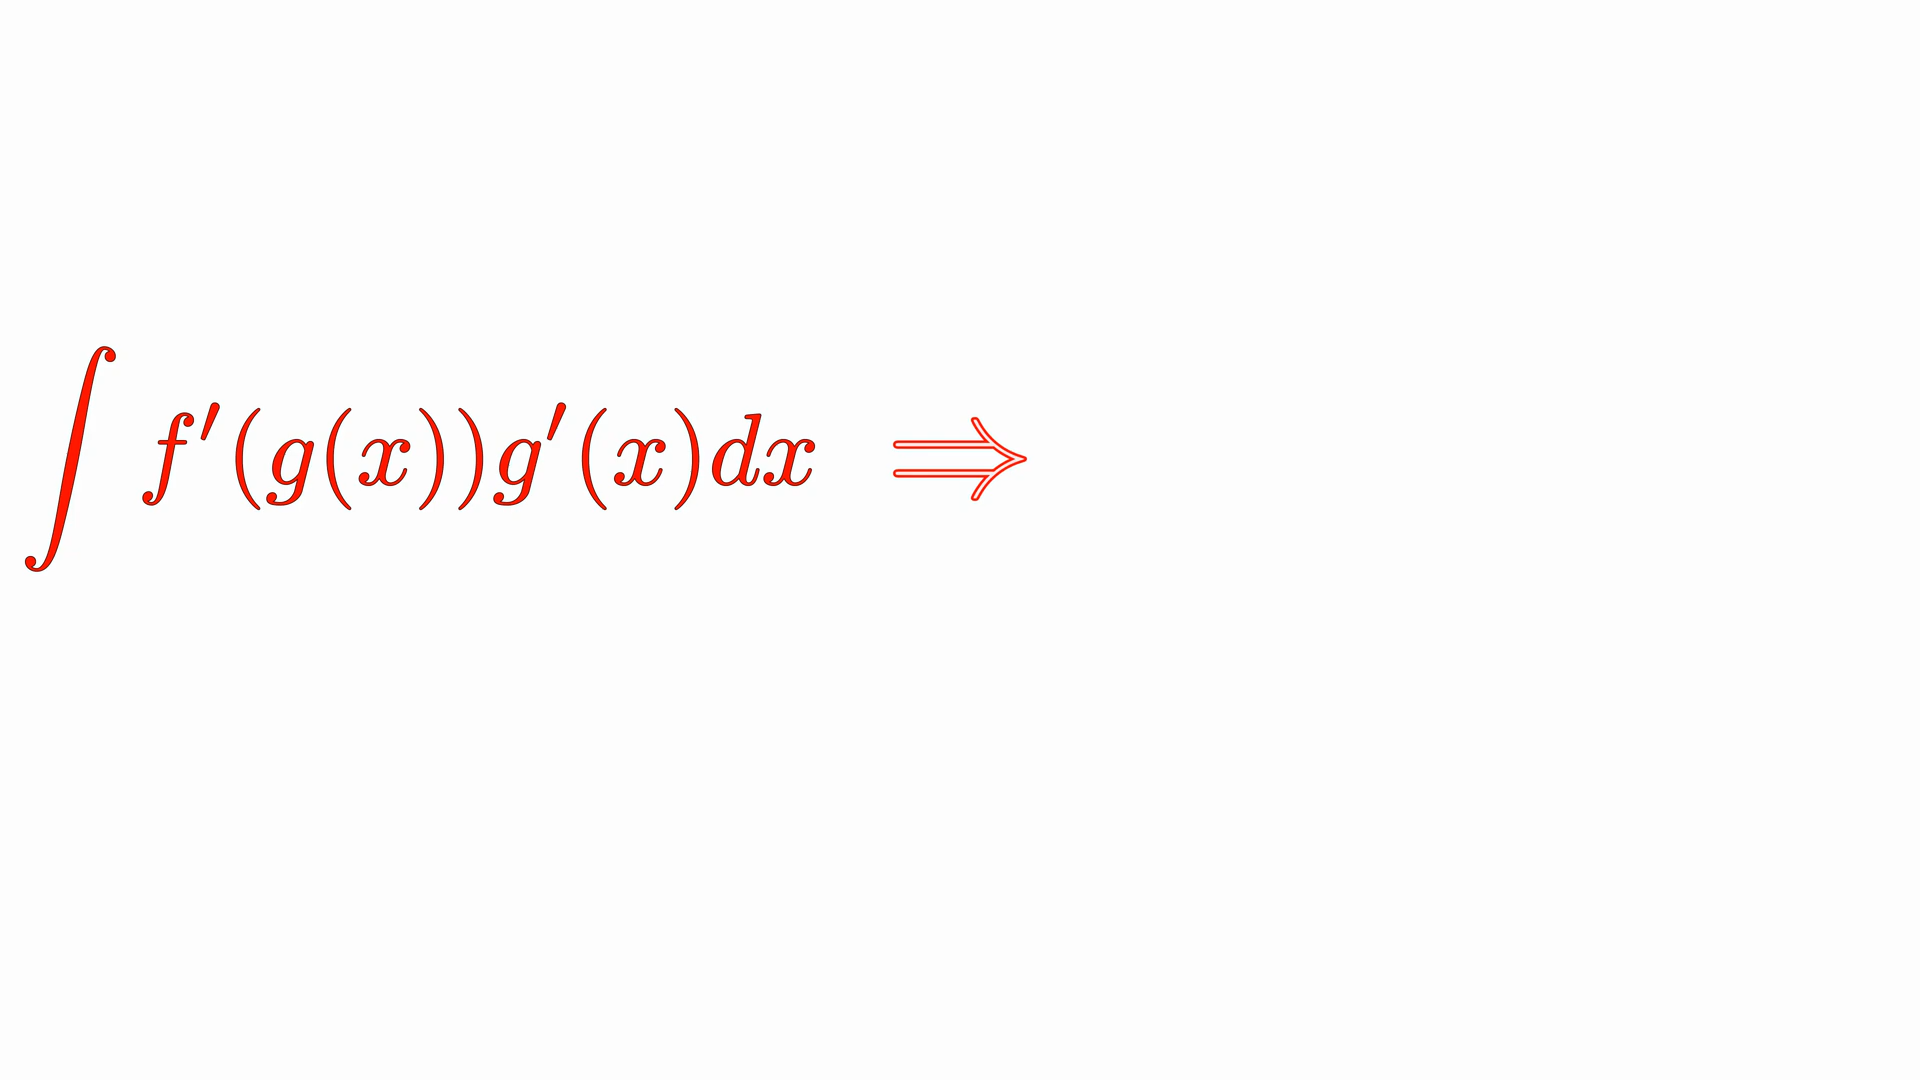 ∫ f′(g(x))g′(x)dx ⟹